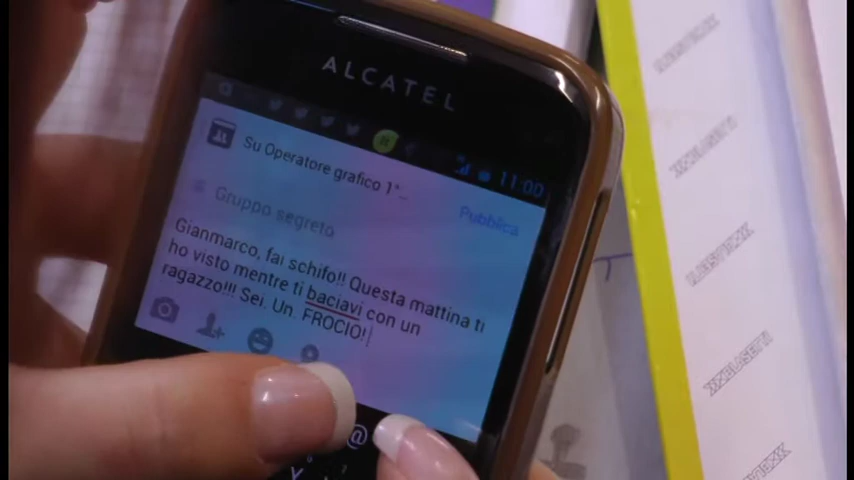 ALCATEL
11:00
Su Operatore grafico 1^...
Pubblica
Gruppo segreto
Gianmarco, fai schifo!! Questa mattina ti
ho visto mentre ti baciavi con un
ragazzo!!! Sei. Un. FROCIO!
@